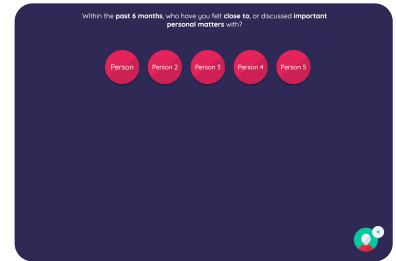 Within the past 6 months, who have you felt close to, or discussed important
personal matters with?
Person Person 2 Person 3 Person 4 Person 5